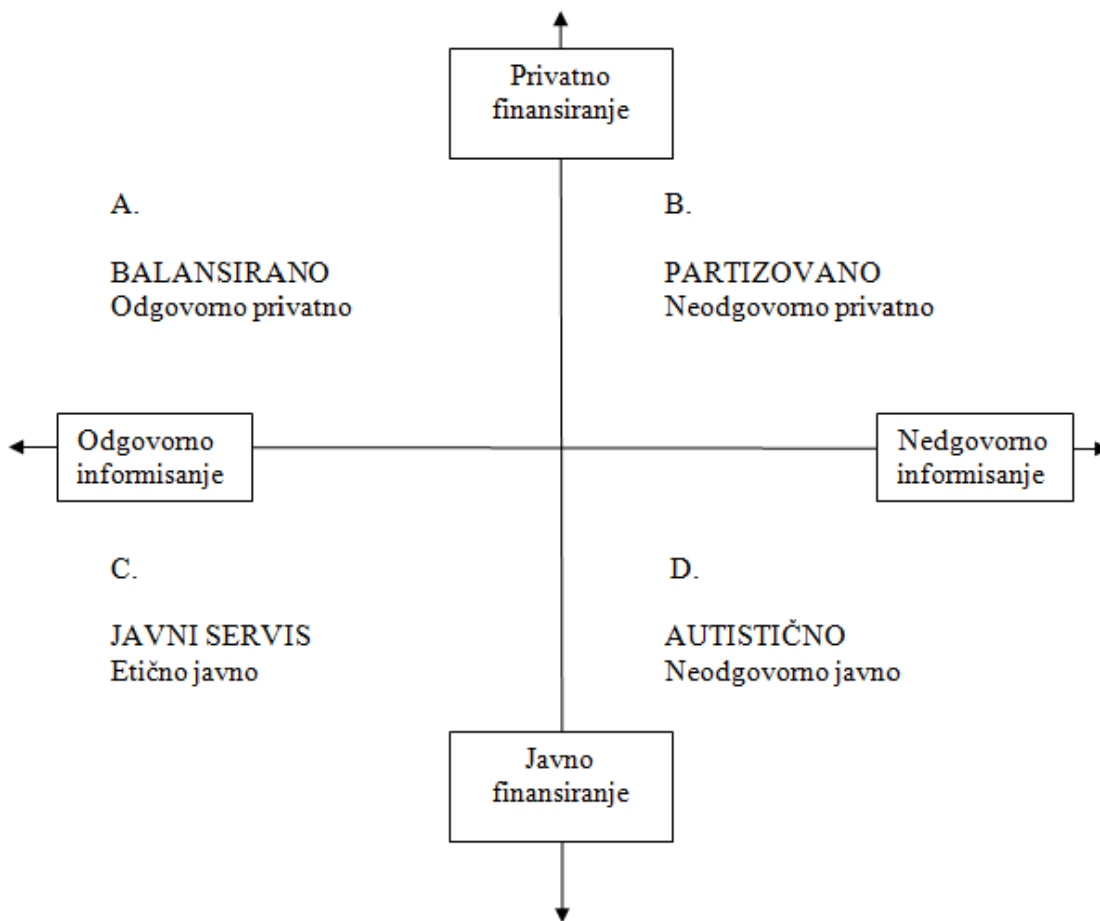 Privatno
finansiranje
A.
BALANSIRANO
Odgovorno privatno
B.
PARTIZOVANO
Neodgovorno privatno
Odgovorno
informisanje
Nedgovorno
informisanje
C.
JAVNI SERVIS
Etično javno
D.
AUTISTIČNO
Neodgovorno javno
Javno
finansiranje